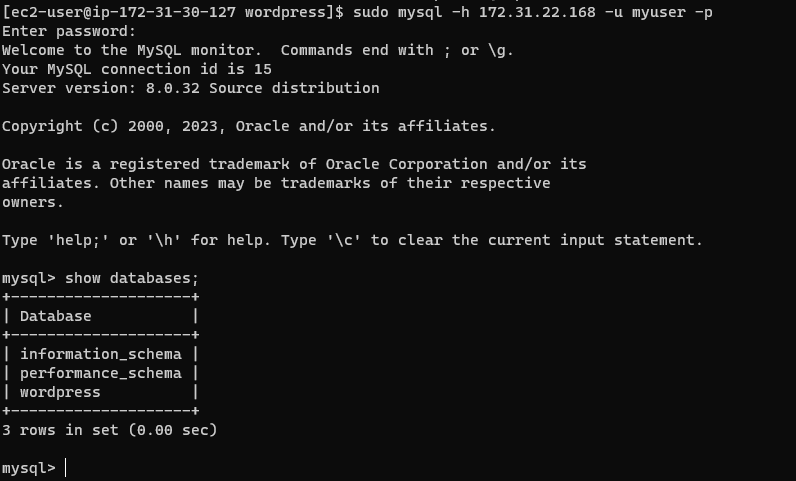 [ec2-user@ip-172-31-30-127 wordpress]$ sudo mysql -h 172.31.22.168 -u myuser -p
Enter password:
Welcome to the MySQL monitor.  Commands end with ; or \g.
Your MySQL connection id is 15
Server version: 8.0.32 Source distribution

Copyright (c) 2000, 2023, Oracle and/or its affiliates.

Oracle is a registered trademark of Oracle Corporation and/or its
affiliates. Other names may be trademarks of their respective
owners.

Type 'help;' or '\h' for help. Type '\c' to clear the current input statement.

mysql> show databases;
+--------------------+
| Database           |
+--------------------+
| information_schema |
| performance_schema |
| wordpress          |
+--------------------+
3 rows in set (0.00 sec)

mysql>